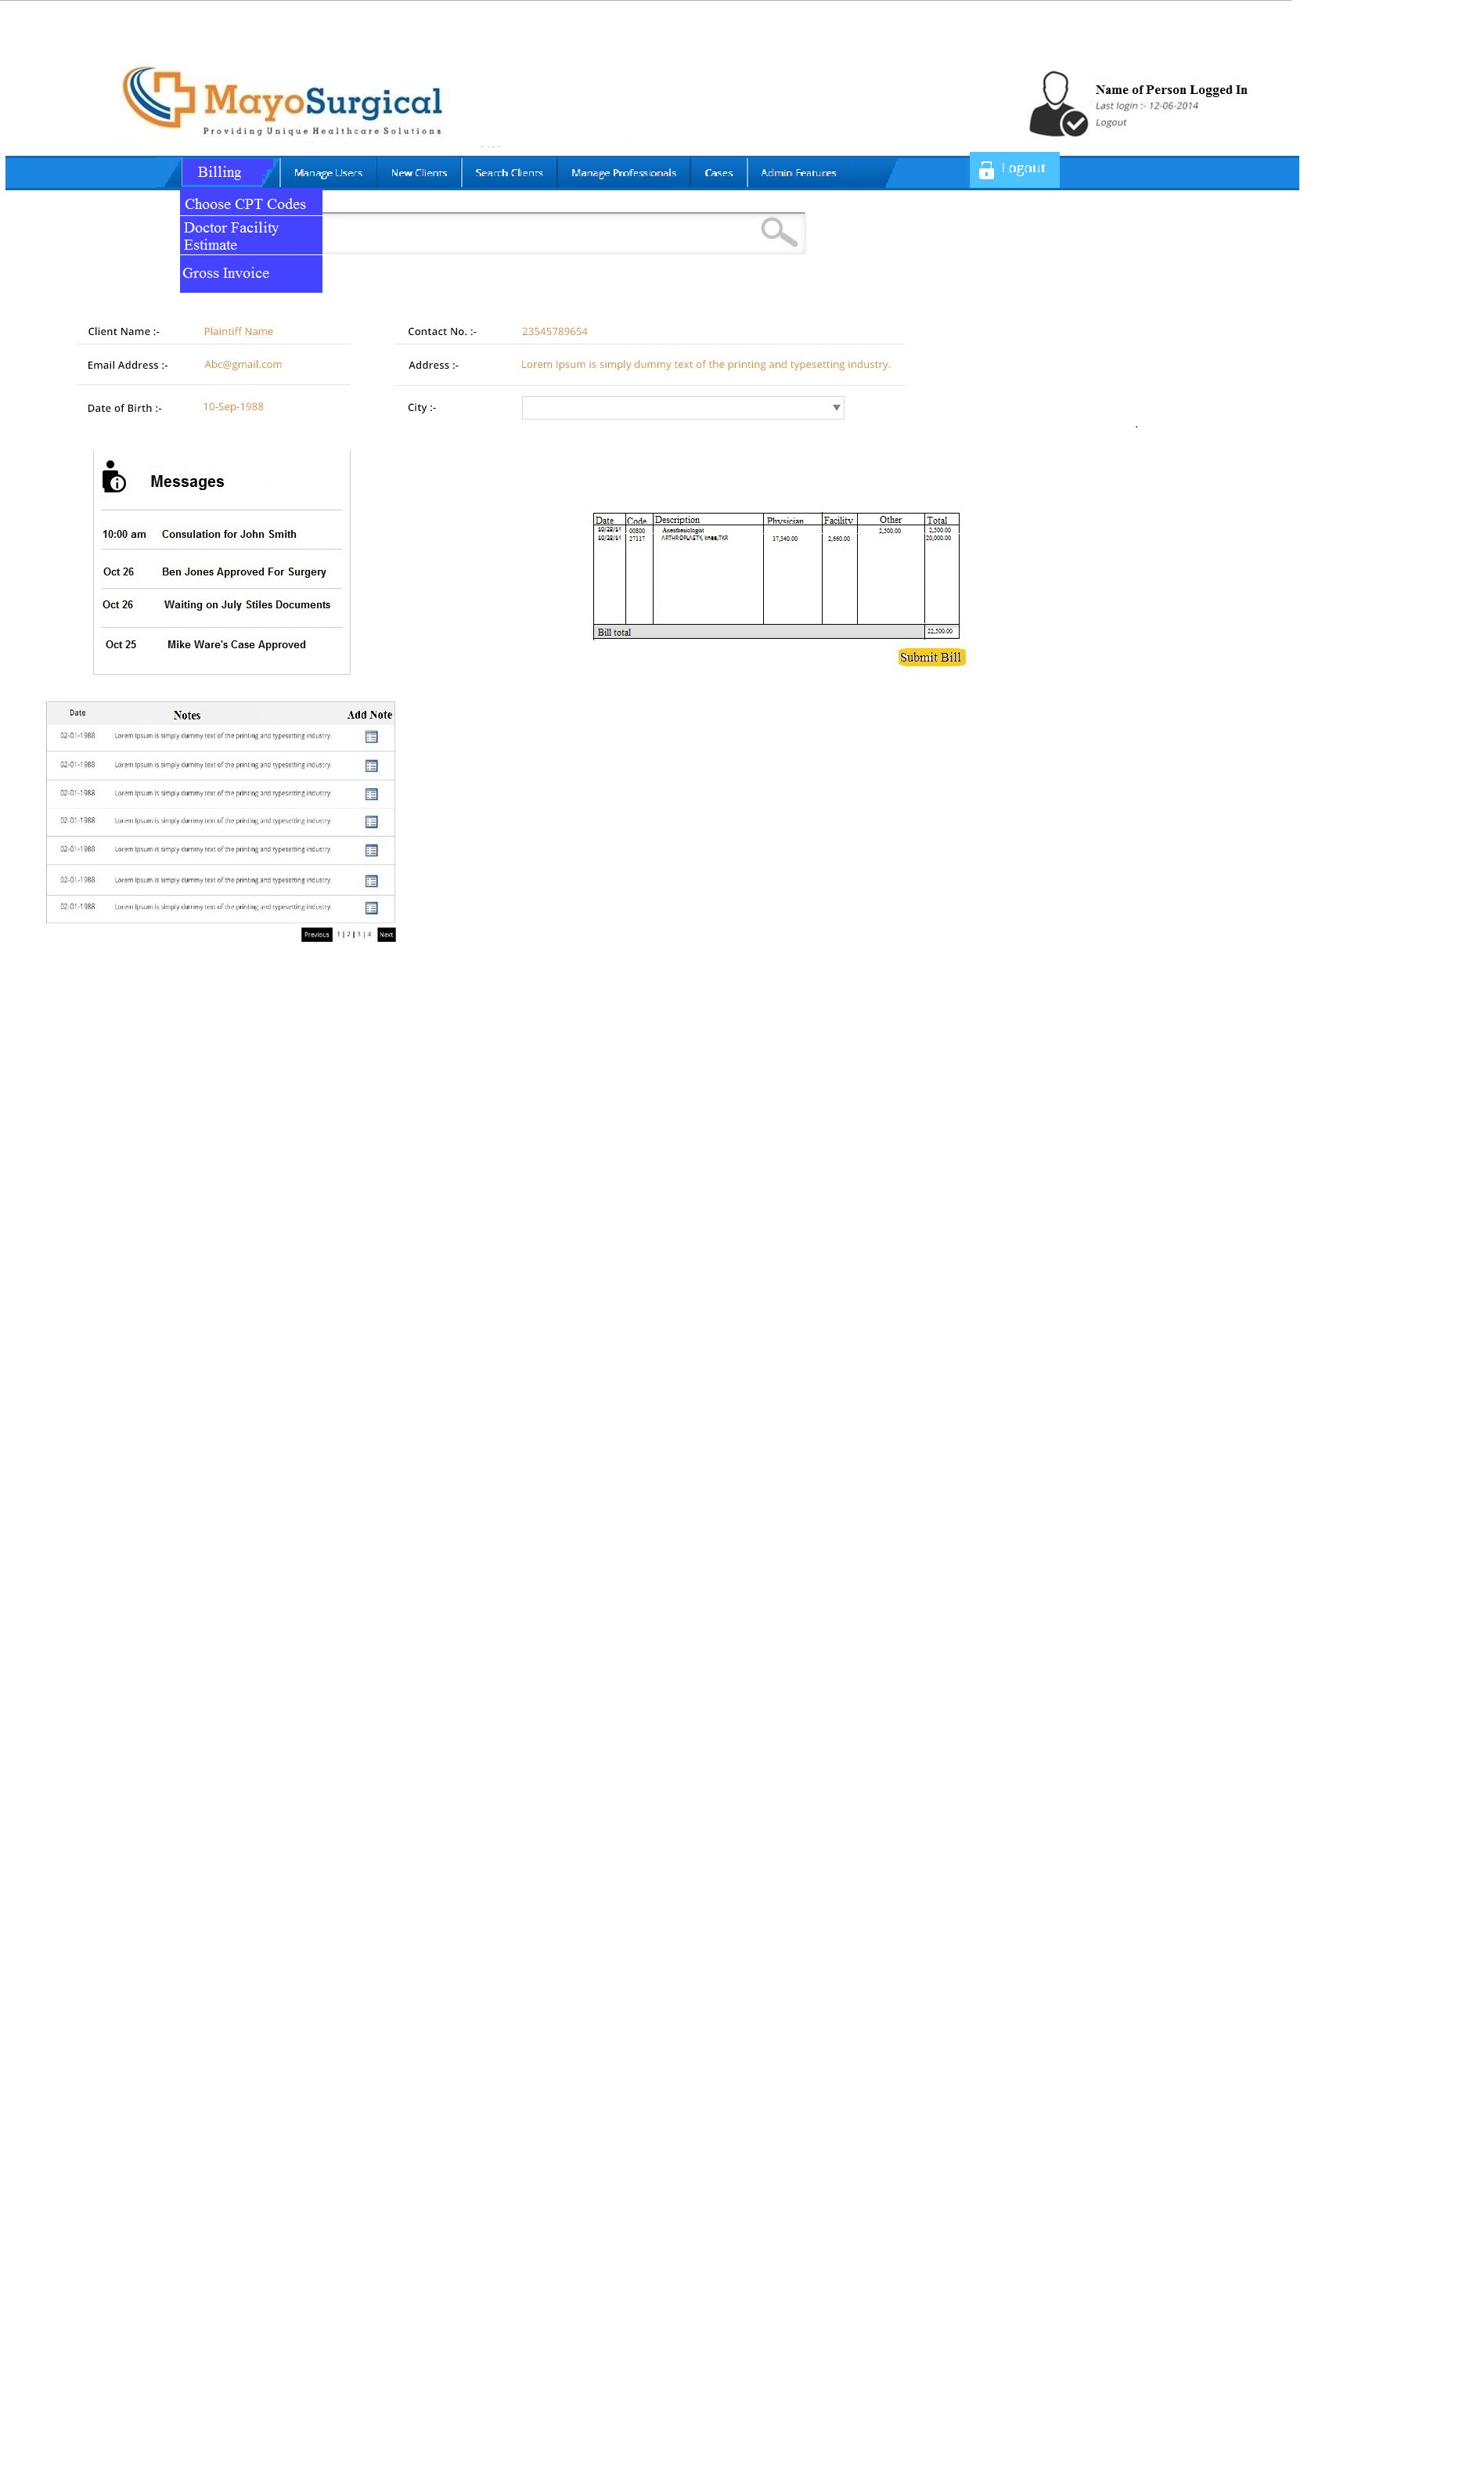 MayoSurgical
Providing Unique Healthcare Solutions
Name of Person Logged In
Last login :- 12-06-2014
Logout
Billing Manage Users New Clients Search Clients Manage Professionals Cases Admin Features Logout
Choose CPT Codes
Doctor Facility
Estimate
Gross Invoice
Client Name :- Plaintiff Name Contact No. :- 23545789654
Email Address :- Abc@gmail.com Address :- Lorem Ipsum is simply dummy text of the printing and typesetting industry.
Date of Birth :- 10-Sep-1988 City :-
Messages
10:00 am Consulation for John Smith
Oct 26 Ben Jones Approved For Surgery
Oct 26 Waiting on July Stiles Documents
Oct 25 Mike Ware's Case Approved
Date Code Description Physician Facility Other Total
10/28/14 00800 Anesthesiologist 2,500.00 2,500.00
10/28/14 27117 ARTHROPLASTY, knee,TKR 17,340.00 2,660.00 20,000.00
Bill total 22,500.00
Submit Bill
Date Notes Add Note
02-01-1988 Lorem Ipsum is simply dummy text of the printing and typesetting industry.
02-01-1988 Lorem Ipsum is simply dummy text of the printing and typesetting industry.
02-01-1988 Lorem Ipsum is simply dummy text of the printing and typesetting industry.
02-01-1988 Lorem Ipsum is simply dummy text of the printing and typesetting industry.
02-01-1988 Lorem Ipsum is simply dummy text of the printing and typesetting industry.
02-01-1988 Lorem Ipsum is simply dummy text of the printing and typesetting industry.
02-01-1988 Lorem Ipsum is simply dummy text of the printing and typesetting industry.
Previous 1 | 2 | 3 | 4 Next